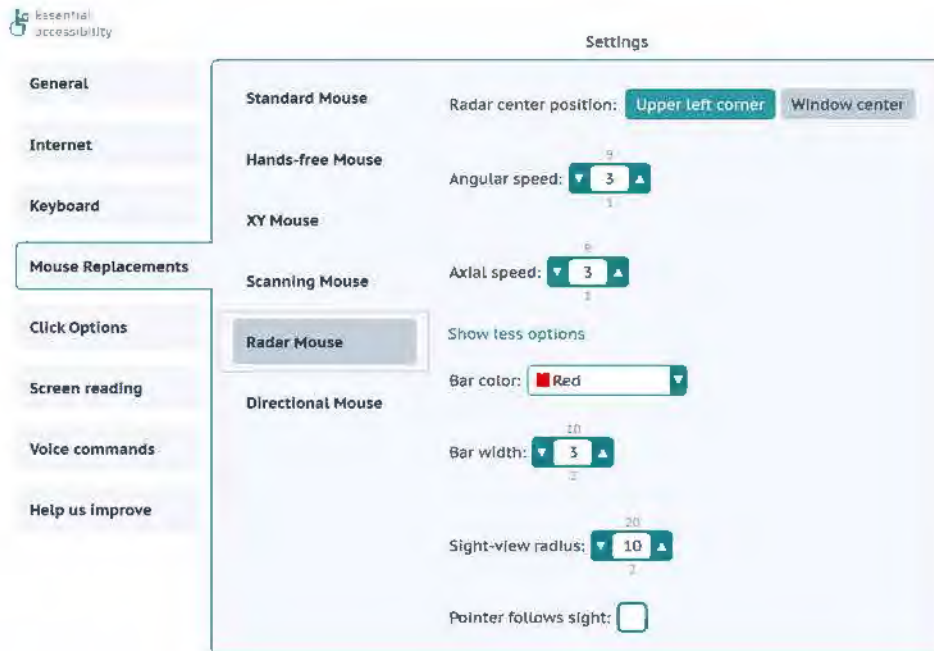 Essential
accessibility
Settings
General
Internet
Keyboard
Mouse Replacements
Click Options
Screen reading
Voice commands
Help us improve
Standard Mouse
Hands-free Mouse
XY Mouse
Scanning Mouse
Radar Mouse
Directional Mouse
Radar center position: Upper left corner Window center
9
Angular speed: 3
1
9
Axial speed: 3
1
Show less options
Bar color: Red
10
Bar width: 3
2
20
Sight-view radius: 10
2
Pointer follows sight: